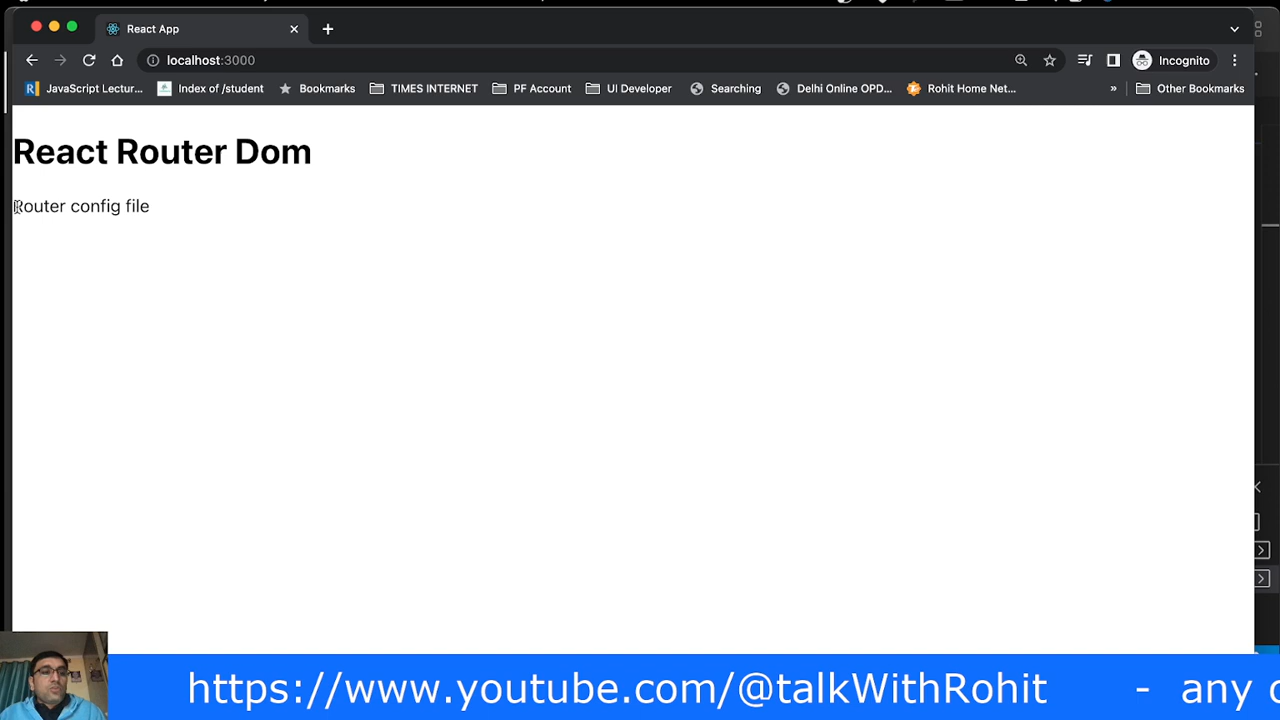 React App
localhost:3000
Incognito
JavaScript Lectur...
Index of /student
Bookmarks
TIMES INTERNET
PF Account
UI Developer
Searching
Delhi Online OPD...
Rohit Home Net...
»
Other Bookmarks
React Router Dom
Router config file
https://www.youtube.com/@talkWithRohit - any